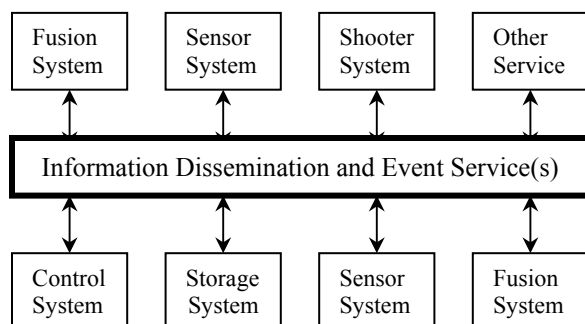 Fusion
System
Sensor
System
Shooter
System
Other
Service
Information Dissemination and Event Service(s)
Control
System
Storage
System
Sensor
System
Fusion
System